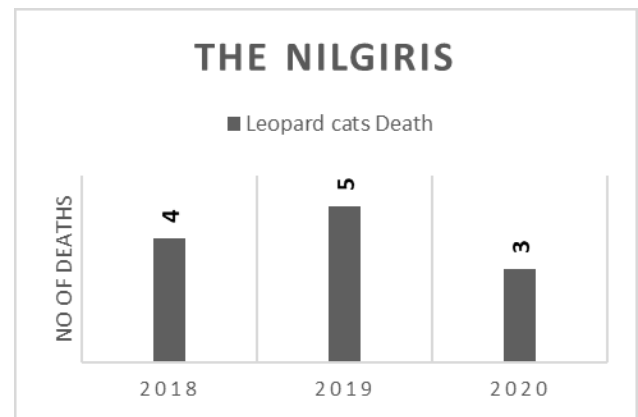 THE NILGIRIS
Leopard cats Death
NO OF DEATHS
4
5
3
2018
2019
2020